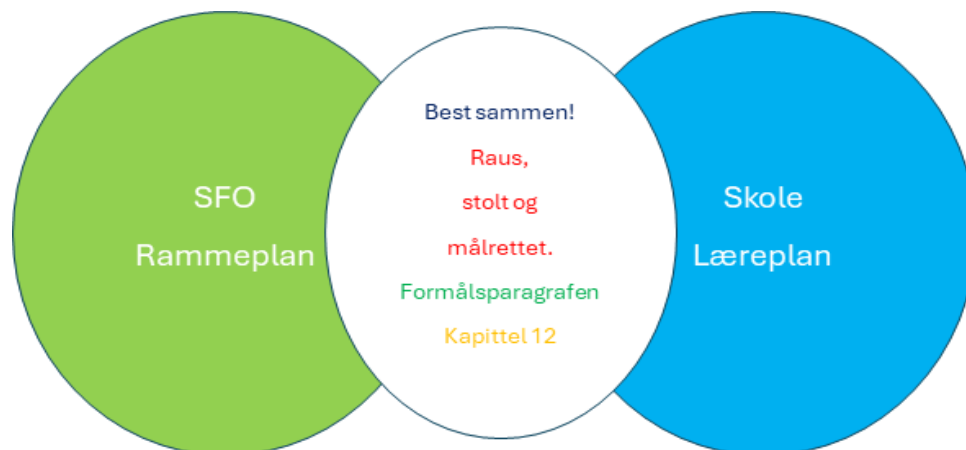 SFO
Rammeplan
Best sammen!
Raus,
stolt og
målrettet.
Formålsparagrafen
Kapittel 12
Skole
Læreplan